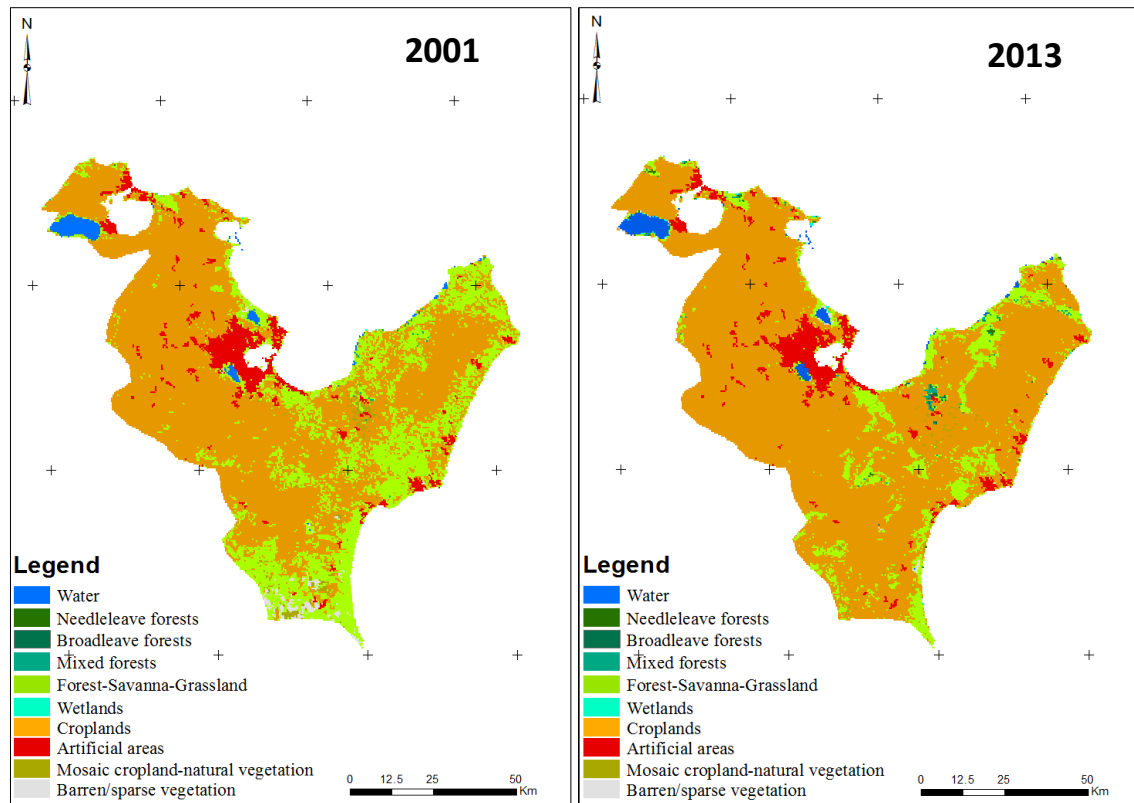 N
2001
Legend
Water
Needleleave forests
Broadleave forests
Mixed forests
Forest-Savanna-Grassland
Wetlands
Croplands
Artificial areas
Mosaic cropland-natural vegetation
Barren/sparse vegetation
0 12.5 25 50
Km
N
2013
Legend
Water
Needleleave forests
Broadleave forests
Mixed forests
Forest-Savanna-Grassland
Wetlands
Croplands
Artificial areas
Mosaic cropland-natural vegetation
Barren/sparse vegetation
0 12.5 25 50
Km